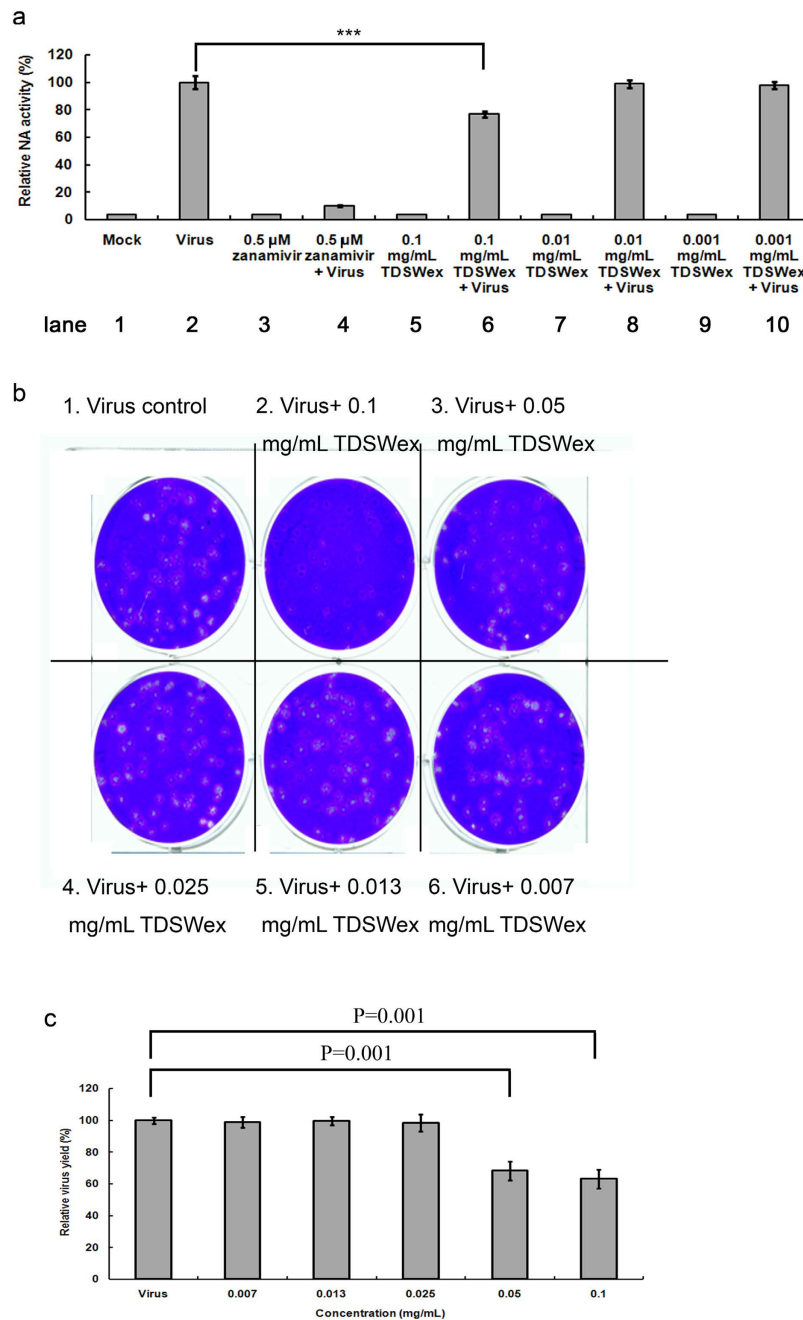 a
***
Relative NA activity (%)
120
100
80
60
40
20
0
Mock
Virus
0.5 µM
zanamivir
0.5 µM
zanamivir
+ Virus
0.1
mg/mL
TDSWex
0.1
mg/mL
TDSWex
+ Virus
0.01
mg/mL
TDSWex
0.01
mg/mL
TDSWex
+ Virus
0.001
mg/mL
TDSWex
0.001
mg/mL
TDSWex
+ Virus
lane 1 2 3 4 5 6 7 8 9 10
b
1. Virus control
2. Virus+ 0.1
mg/mL TDSWex
3. Virus+ 0.05
mg/mL TDSWex
4. Virus+ 0.025
mg/mL TDSWex
5. Virus+ 0.013
mg/mL TDSWex
6. Virus+ 0.007
mg/mL TDSWex
c
P=0.001
P=0.001
Relative virus yield (%)
120
100
80
60
40
20
0
Virus 0.007 0.013 0.025 0.05 0.1
Concentration (mg/mL)